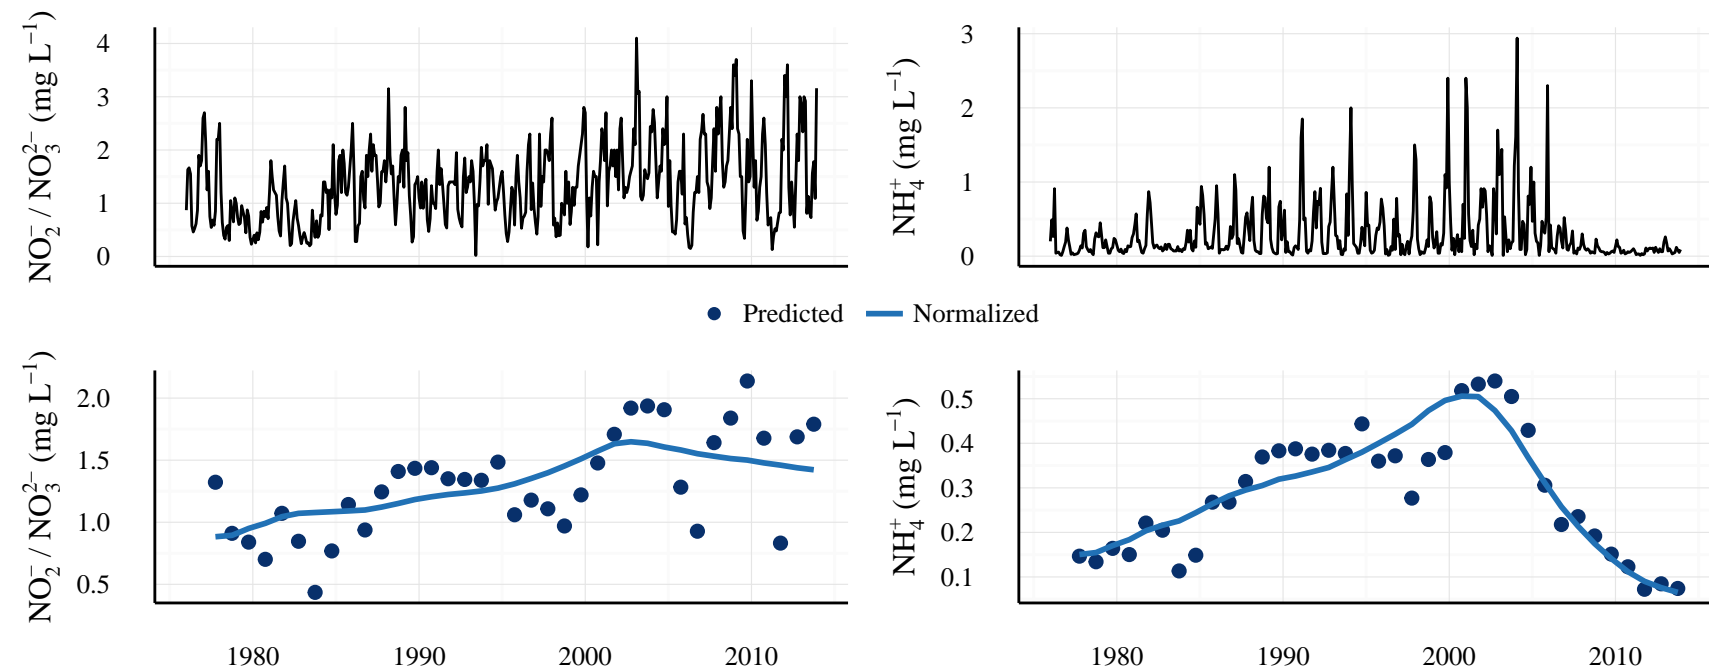 NO₂⁻ / NO₃²⁻ (mg L⁻¹)
4
3
2
1
0
NH₄⁺ (mg L⁻¹)
3
2
1
0
Predicted Normalized
NO₂⁻ / NO₃²⁻ (mg L⁻¹)
2.0
1.5
1.0
0.5
1980 1990 2000 2010
NH₄⁺ (mg L⁻¹)
0.5
0.4
0.3
0.2
0.1
1980 1990 2000 2010